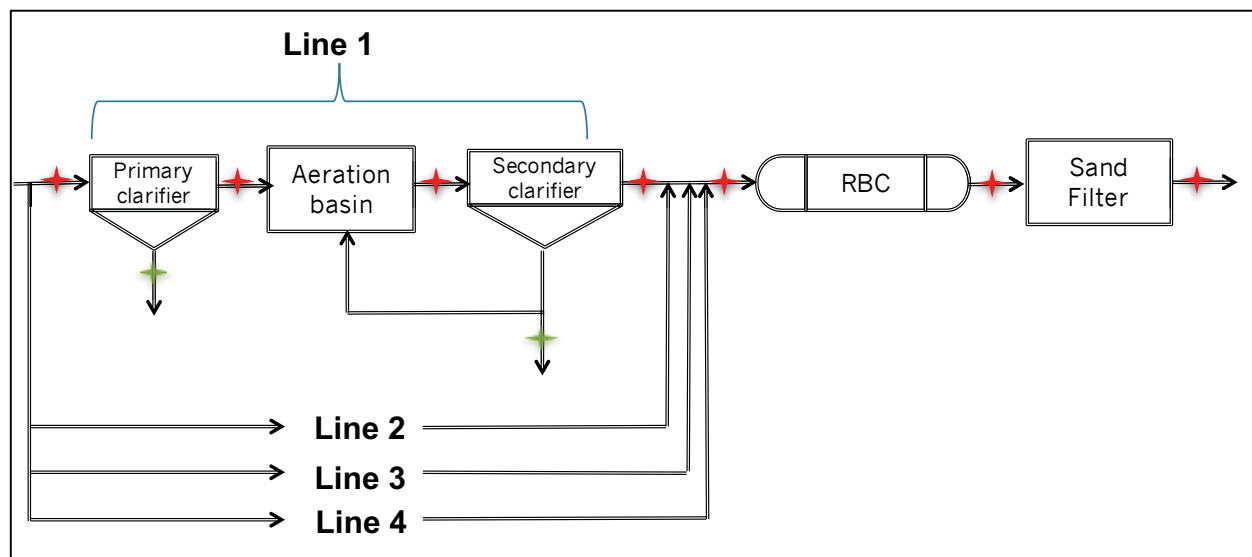 Line 1
Primary
clarifier
Aeration
basin
Secondary
clarifier
RBC
Sand
Filter
Line 2
Line 3
Line 4